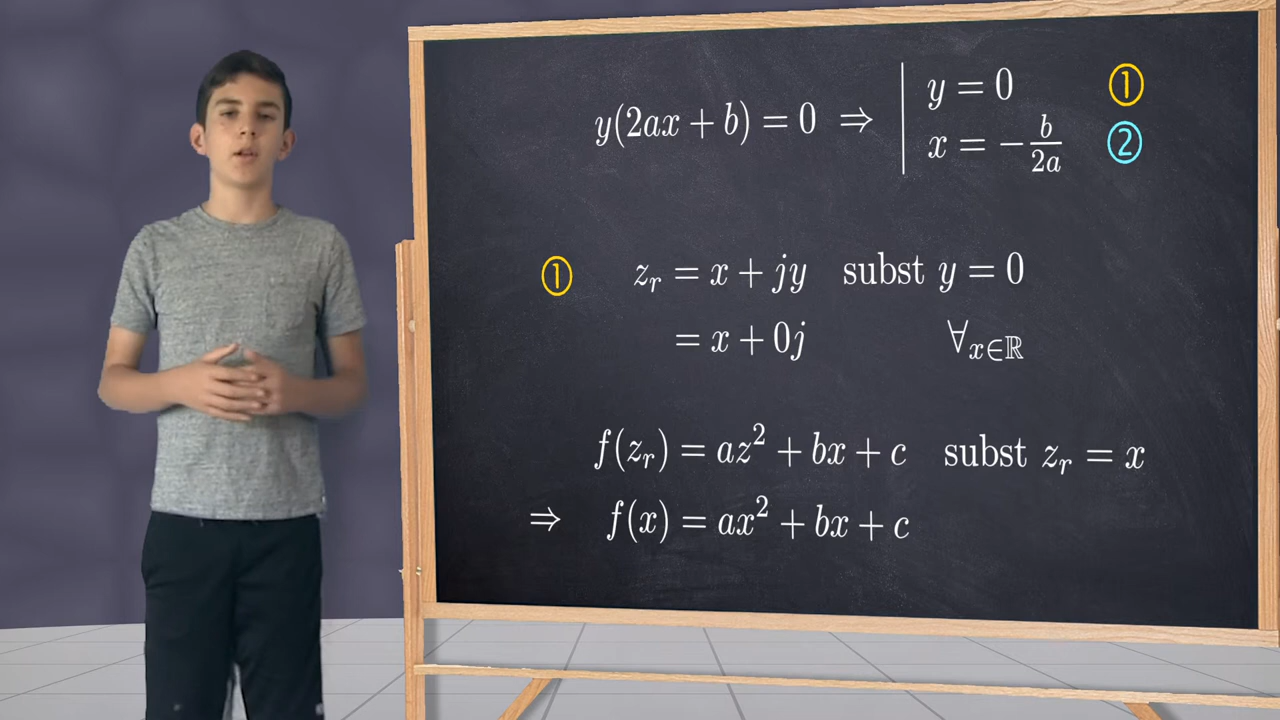 y(2ax + b) = 0 ⇒ | y = 0 ①
x = −b/2a ②
① z_r = x + jy subst y = 0
= x + 0j ∀_{x∈ℝ}
f(z_r) = az² + bx + c subst z_r = x
⇒ f(x) = ax² + bx + c